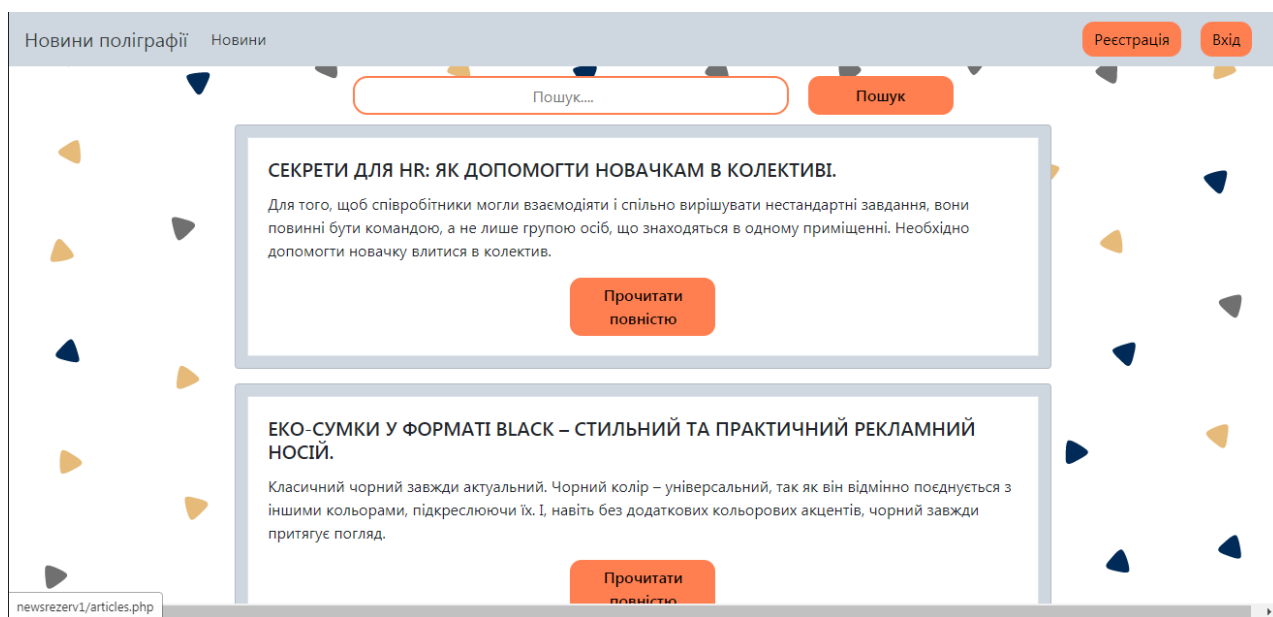 Новини поліграфії Новини Реєстрація Вхід
Пошук.... Пошук
СЕКРЕТИ ДЛЯ HR: ЯК ДОПОМОГТИ НОВАЧКАМ В КОЛЕКТИВІ.
Для того, щоб співробітники могли взаємодіяти і спільно вирішувати нестандартні завдання, вони
повинні бути командою, а не лише групою осіб, що знаходяться в одному приміщенні. Необхідно
допомогти новачку влитися в колектив.
Прочитати
повністю
ЕКО-СУМКИ У ФОРМАТІ BLACK – СТИЛЬНИЙ ТА ПРАКТИЧНИЙ РЕКЛАМНИЙ
НОСІЙ.
Класичний чорний завжди актуальний. Чорний колір – універсальний, так як він відмінно поєднується з
іншими кольорами, підкреслюючи їх. І, навіть без додаткових кольорових акцентів, чорний завжди
притягує погляд.
Прочитати
повністю
newsrezerv1/articles.php